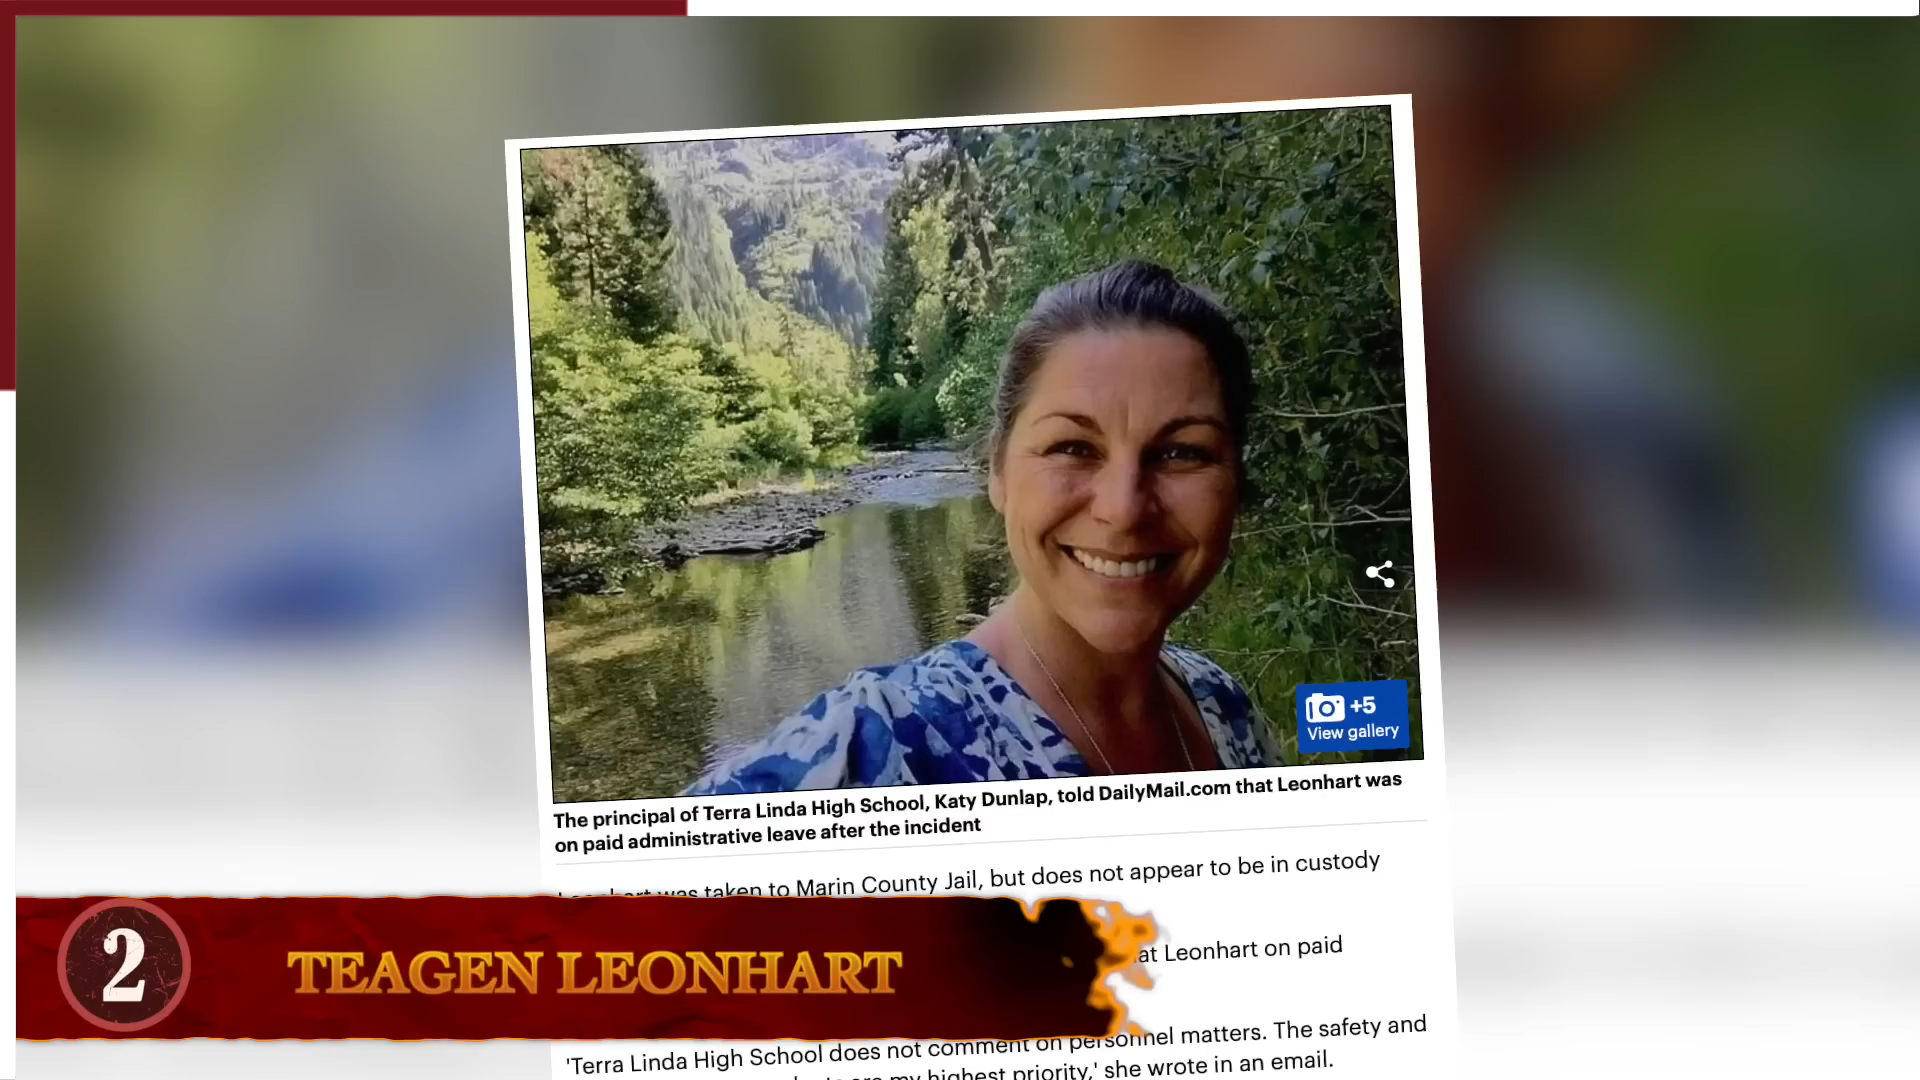 +5
View gallery
The principal of Terra Linda High School, Katy Dunlap, told DailyMail.com that Leonhart was
on paid administrative leave after the incident
was taken to Marin County Jail, but does not appear to be in custody
at Leonhart on paid
2
TEAGEN LEONHART
'Terra Linda High School does not comment on personnel matters. The safety and
my highest priority,' she wrote in an email.